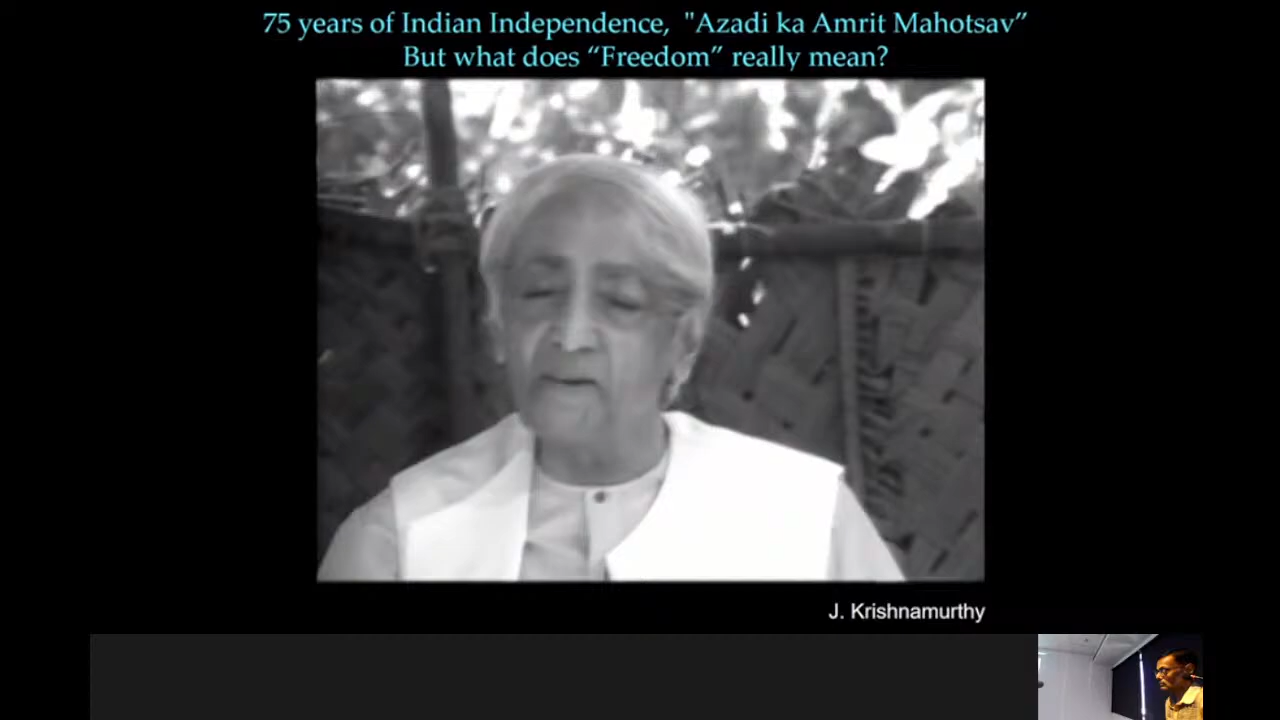 75 years of Indian Independence, "Azadi ka Amrit Mahotsav”
But what does “Freedom” really mean?
J. Krishnamurthy